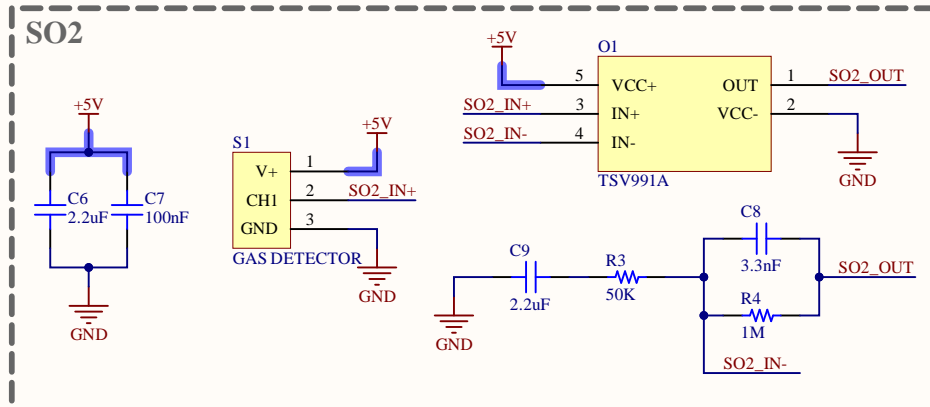 SO2
+5V
C6
2.2uF
C7
100nF
GND
S1
V+
1
+5V
CH1
2
SO2_IN+
GND
3
GAS DETECTOR
GND
+5V
O1
5
VCC+
OUT
1
SO2_OUT
SO2_IN+
3
IN+
VCC-
2
SO2_IN-
4
IN-
TSV991A
GND
C8
3.3nF
C9
2.2uF
R3
50K
SO2_OUT
R4
1M
GND
SO2_IN-